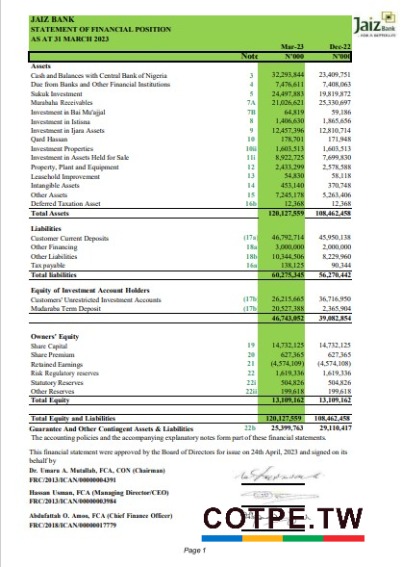 JAIZ BANK
STATEMENT OF FINANCIAL POSITION
AS AT 31 MARCH 2023
Jaiz Bank
Mar-23 Dec-22
Note N'000 N'000
Assets
Cash and Balances with Central Bank of Nigeria 3 32,293,844 23,409,751
Due from Banks and Other Financial Institutions 4 7,476,611 7,408,063
Sukuk Investment 5 24,497,883 19,819,872
Murabaha Receivables 7A 21,026,621 25,330,697
Investment in Bai Mu'ajjal 7B 64,819 59,186
Investment in Istisna 8 1,406,630 1,865,656
Investment in Ijara Assets 9 12,457,396 12,810,714
Qard Hassan 10 178,701 171,948
Investment Properties 10ii 1,603,513 1,603,513
Investment in Assets Held for Sale 11i 8,922,725 7,699,830
Property, Plant and Equipment 12 2,433,299 2,578,588
Leasehold Improvement 13 54,830 58,118
Intangible Assets 14 453,140 370,748
Other Assets 15 7,245,178 5,263,406
Deferred Taxation Asset 16b 12,368 12,368
Total Assets 120,127,559 108,462,458
Liabilities
Customer Current Deposits (17a) 46,792,714 45,950,138
Other Financing 18a 3,000,000 2,000,000
Other Liabilities 18b 10,344,506 8,229,960
Tax payable 16a 138,125 90,344
Total liabilities 60,275,345 56,270,442
Equity of Investment Account Holders
Customers' Unrestricted Investment Accounts (17b 26,215,665 36,716,950
Mudaraba Term Deposit (17b 20,527,388 2,365,904
46,743,052 39,082,854
Owners' Equity
Share Capital 19 14,732,125 14,732,125
Share Premium 20 627,365 627,365
Retained Earnings 21 (4,574,109) (4,574,108)
Risk Regulatory reserves 22 1,619,336 1,619,336
Statutory Reserves 22i 504,826 504,826
Other Reserves 22ii 199,618 199,618
Total Equity 13,109,162 13,109,162
Total Equity and Liabilities 120,127,559 108,462,458
Guarantee And Other Contingent Assets & Liabilities 22b 25,399,763 29,110,417
The accounting policies and the accompanying explanatory notes form part of these financial statements.
This financial statement were approved by the Board of Directors for issue on 24th April, 2023 and signed on its
behalf by
Dr. Umaru A. Mutallab, FCA, CON (Chairman)
FRC/2013/ICAN/00000004391
Hassan Usman, FCA (Managing Director/CEO)
FRC/2013/ICAN/00000003984
Abdulfattah O. Amoo, FCA (Chief Finance Officer)
FRC/2018/ICAN/00000017779
COTPE.TW
Page 1